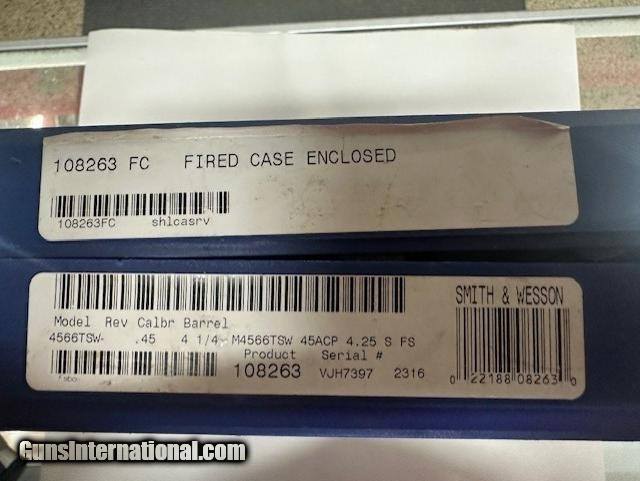 108263 FC FIRED CASE ENCLOSED
108263FC shlcasrv
SMITH & WESSON
Model Rev Calbr Barrel
4566TSW- .45 4 1/4 M4566TSW 45ACP 4.25 S FS
Product Serial #
108263 VJH7397 2316
0 22188 08263 0
GunsInternational.com